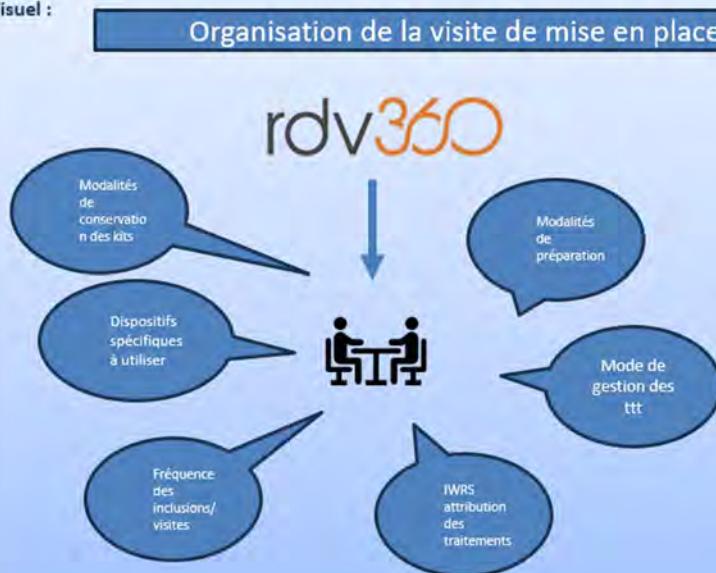 isuel :
Organisation de la visite de mise en place
rdv360
Modalités
de
conservatio
n des kits
Modalités
de
préparation
Dispositifs
spécifiques
à utiliser
Mode de
gestion des
ttt
Fréquence
des
inclusions/
visites
IWRS
attribution
des
traitements